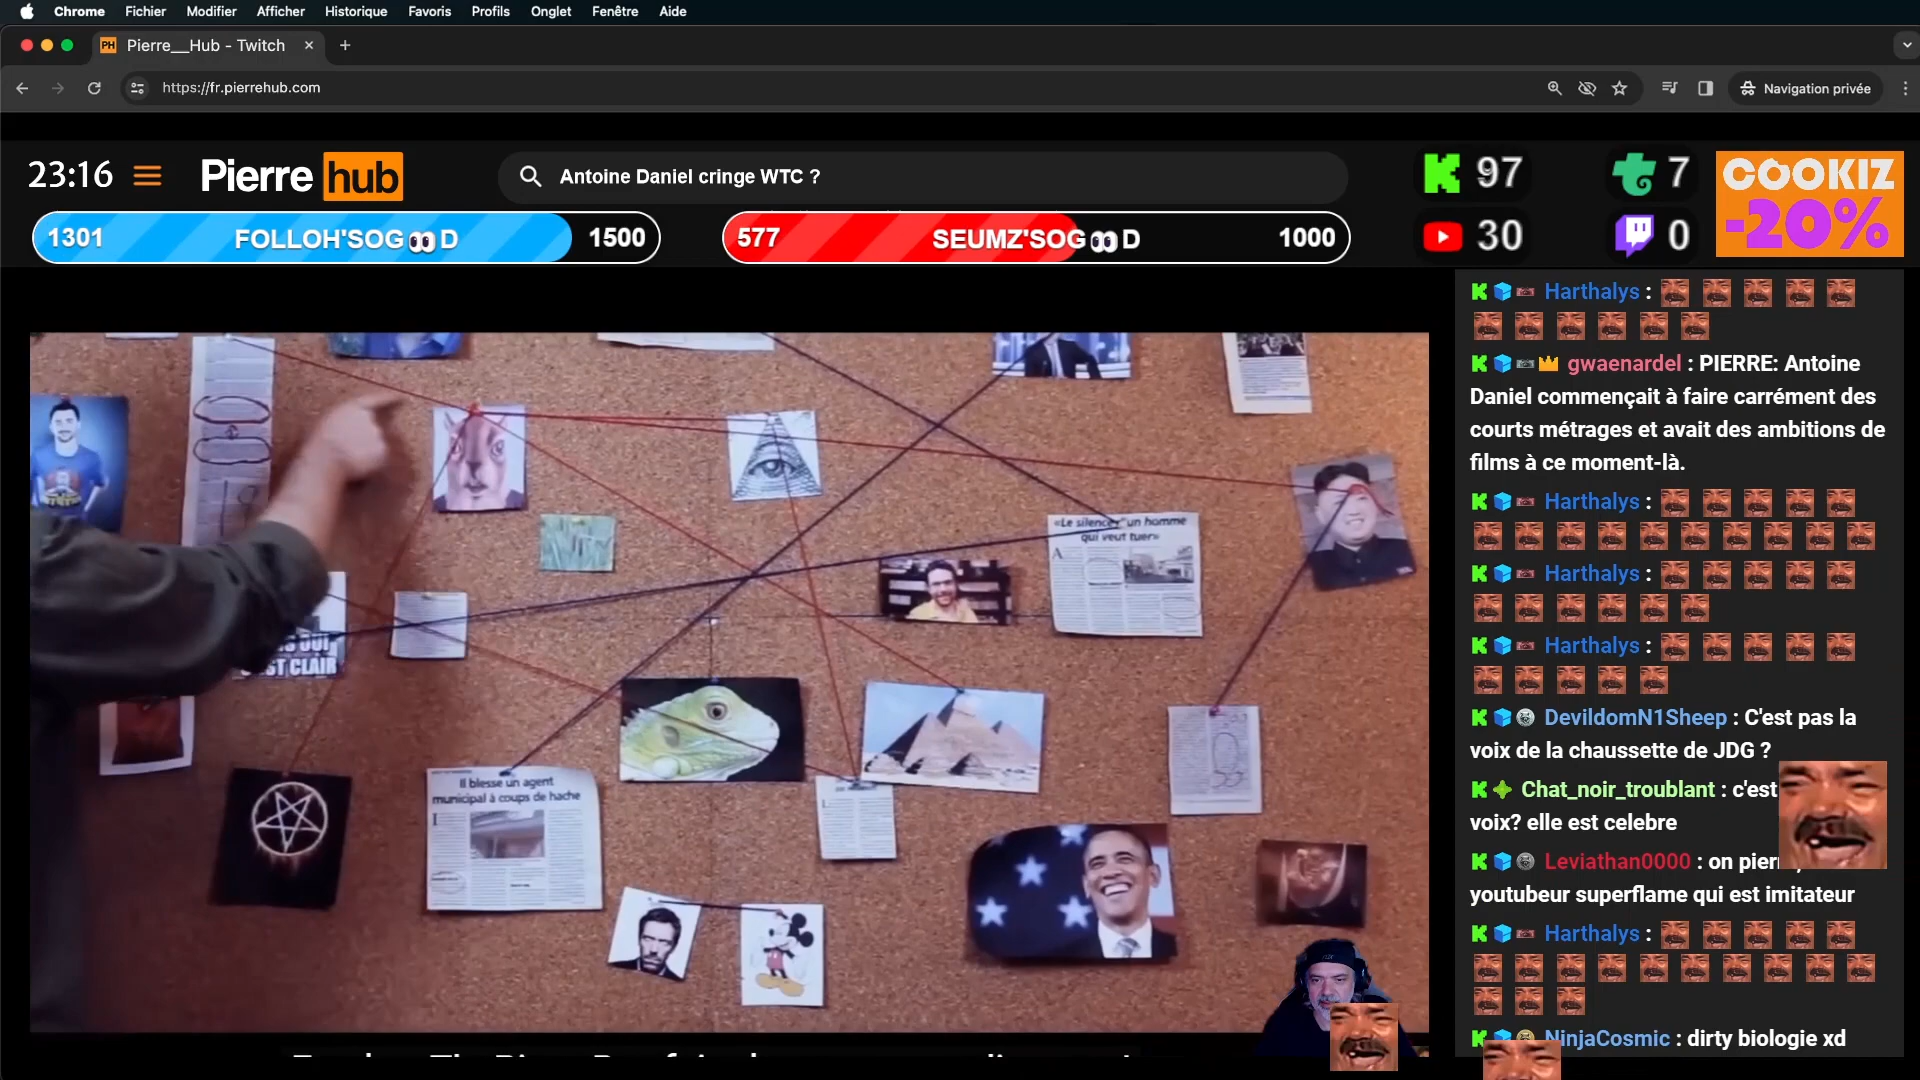 Chrome Fichier Modifier Afficher Historique Favoris Profils Onglet Fenêtre Aide
Pierre__Hub - Twitch
https://fr.pierrehub.com
Navigation privée
23:16
Pierre hub
Antoine Daniel cringe WTC ?
97
7
COOKIZ
-20%
1301 FOLLOH'SOG👀D 1500
577 SEUMZ'SOG👀D 1000
30
0
Harthalys :
gwaenardel : PIERRE: Antoine
Daniel commençait à faire carrément des
courts métrages et avait des ambitions de
films à ce moment-là.
Harthalys :
Harthalys :
Harthalys :
DevildomN1Sheep : C'est pas la
voix de la chaussette de JDG ?
Chat_noir_troublant : c'est
voix? elle est celebre
Leviathan0000 : on
youtubeur superflame qui est imitateur
Harthalys :
NinjaCosmic : dirty biologie xd
«Le silence, un homme
qui veut tuer»
OUI
CLAIR
Il blesse un agent
municipal à coups de hache